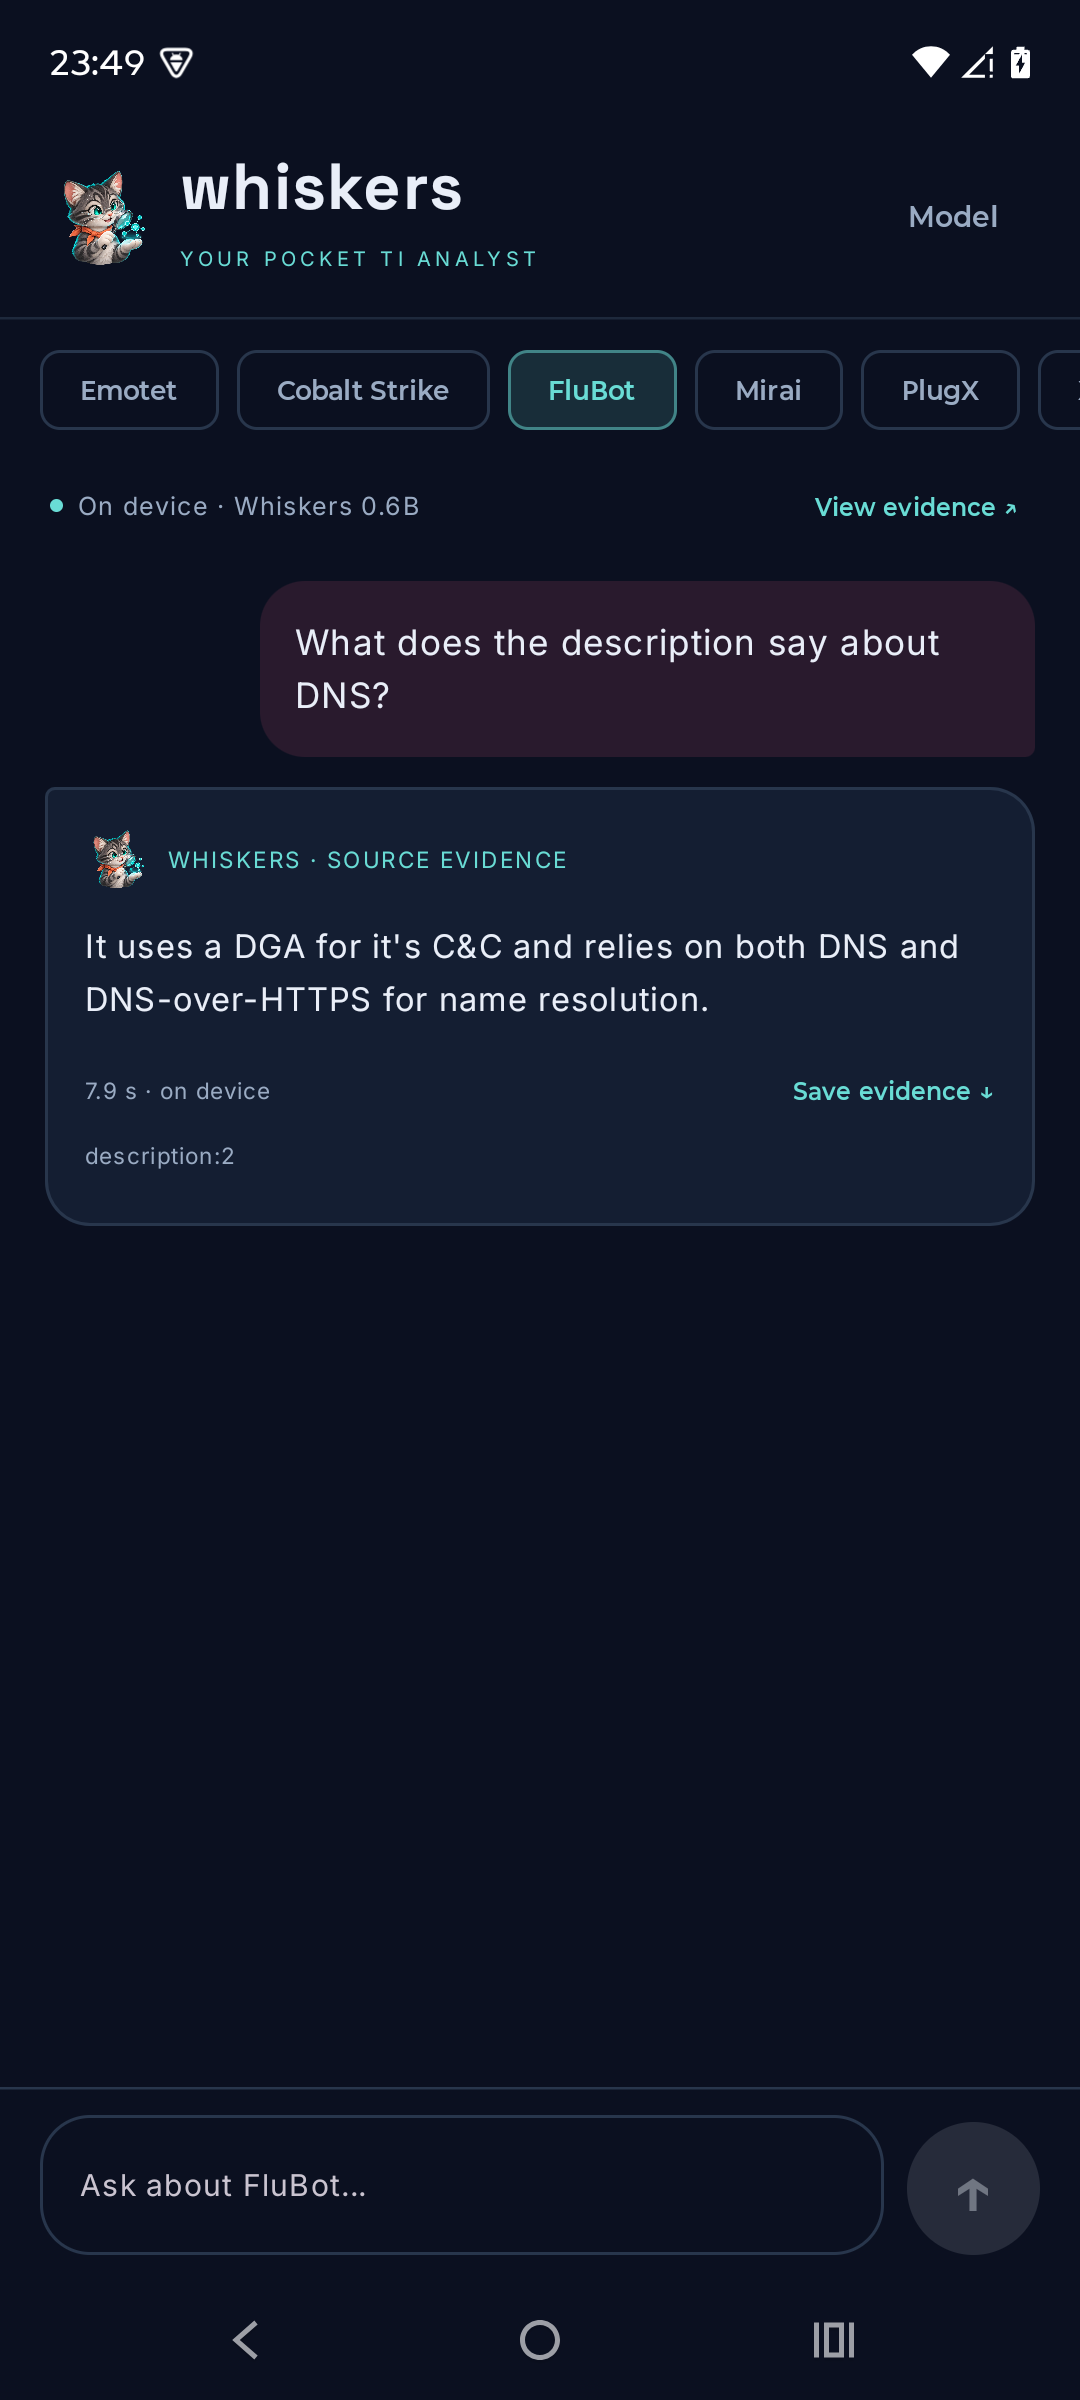 23:49
whiskers
YOUR POCKET TI ANALYST
Model
Emotet
Cobalt Strike
FluBot
Mirai
PlugX
On device · Whiskers 0.6B
View evidence ↗
What does the description say about
DNS?
WHISKERS · SOURCE EVIDENCE
It uses a DGA for it's C&C and relies on both DNS and
DNS-over-HTTPS for name resolution.
7.9 s · on device
Save evidence ↓
description:2
Ask about FluBot...